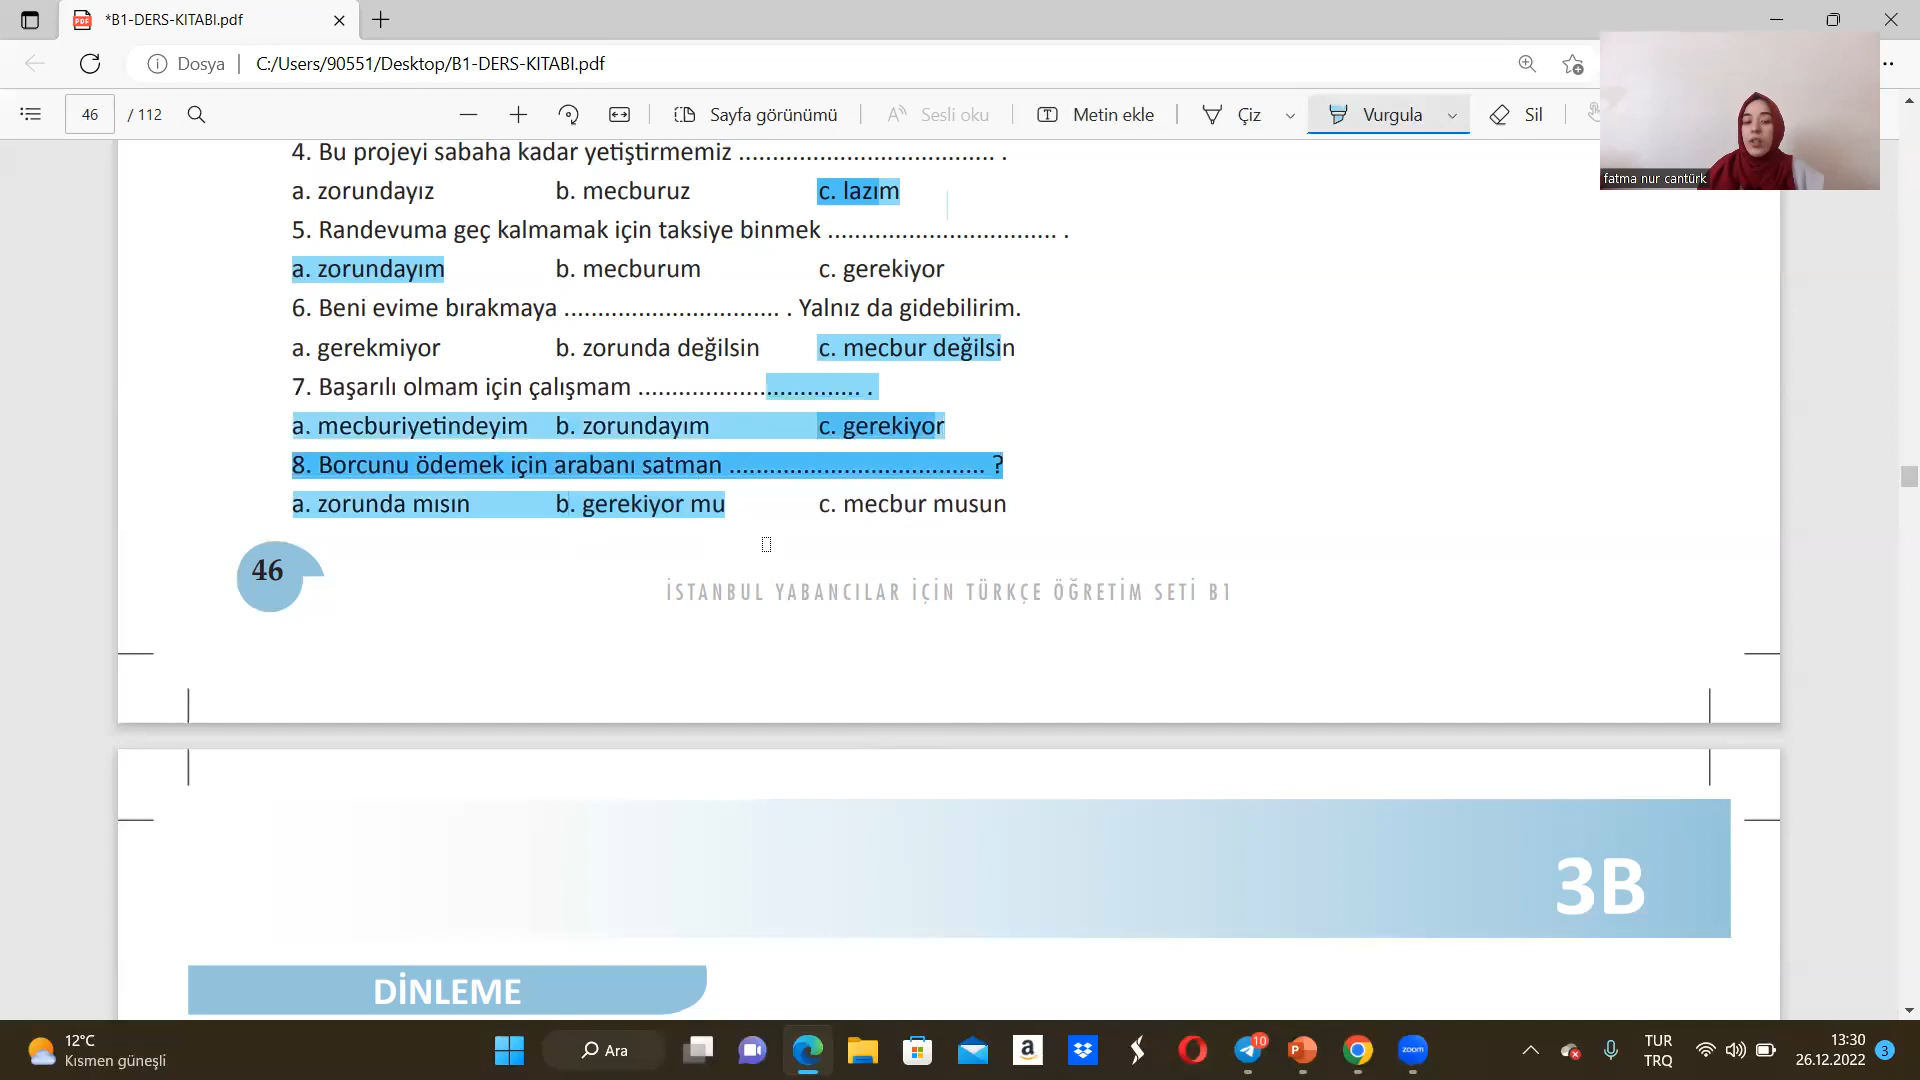 *B1-DERS-KITABI.pdf
Dosya | C:/Users/90551/Desktop/B1-DERS-KITABI.pdf
46 / 112 Sayfa görünümü Sesli oku Metin ekle Çiz Vurgula Sil
fatma nur cantürk
4. Bu projeyi sabaha kadar yetiştirmemiz ...................................... .
a. zorundayız b. mecburuz c. lazım
5. Randevuma geç kalmamak için taksiye binmek .................................. .
a. zorundayım b. mecburum c. gerekiyor
6. Beni evime bırakmaya ................................ . Yalnız da gidebilirim.
a. gerekmiyor b. zorunda değilsin c. mecbur değilsin
7. Başarılı olmam için çalışmam ................................. .
a. mecburiyetindeyim b. zorundayım c. gerekiyor
8. Borcunu ödemek için arabanı satman ...................................... ?
a. zorunda mısın b. gerekiyor mu c. mecbur musun
46
İSTANBUL YABANCILAR İÇİN TÜRKÇE ÖĞRETİM SETİ B1
3B
DİNLEME
12°C
Kısmen güneşli
Ara
a
10
P
zoom
TUR
TRQ
13:30
26.12.2022
3